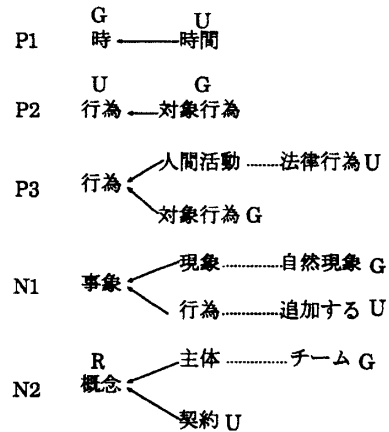 G U
P1 時 時間
U G
P2 行為 対象行為
人間活動 法律行為 U
P3 行為
対象行為 G
現象 自然現象 G
N1 事象
行為 追加する U
R 主体 チーム G
N2 概念
契約 U